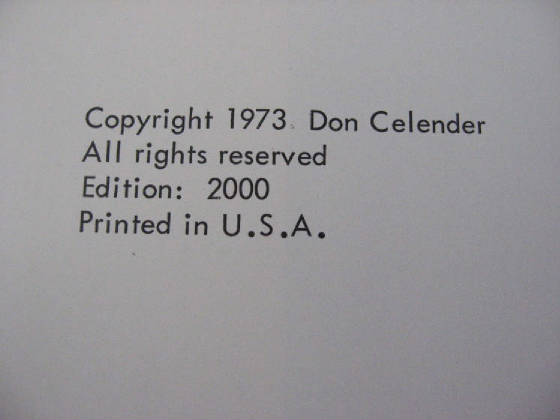 Copyright 1973 Don Celender
All rights reserved
Edition: 2000
Printed in U.S.A.